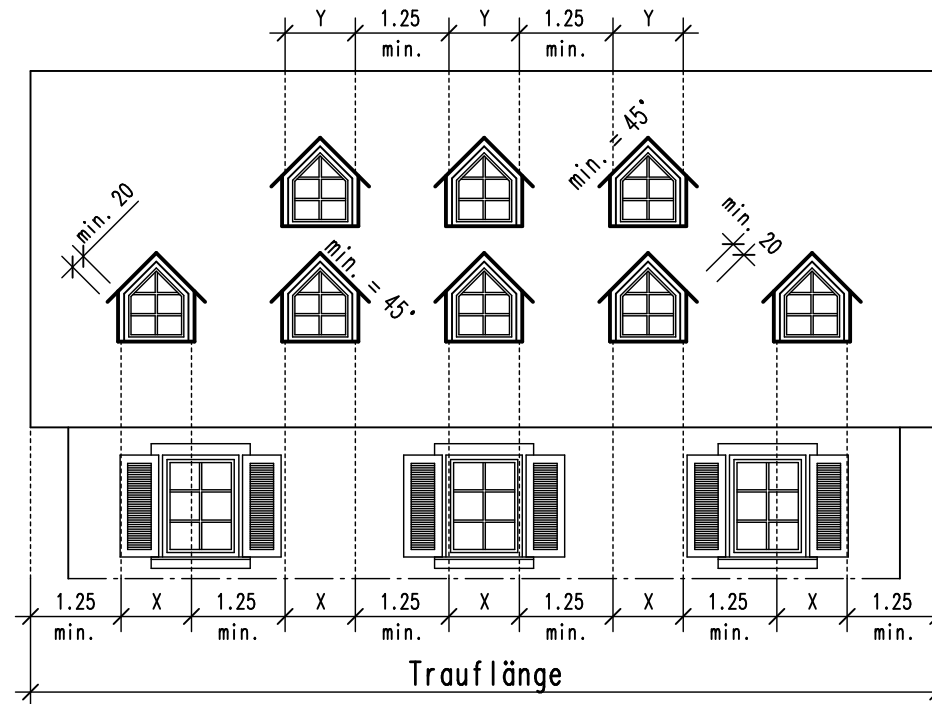 Y 1.25 Y 1.25 Y
min. min.
min. = 45°
min. 20
min. 20
min. = 45°
1.25 X 1.25 X 1.25 X 1.25 X 1.25 X 1.25
min. min. min. min. min. min.
Trauflänge